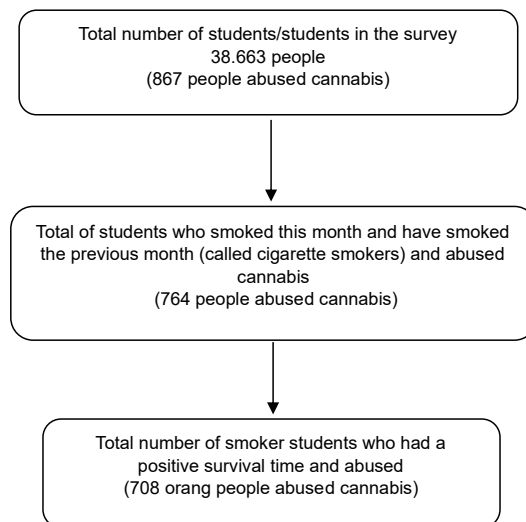 Total number of students/students in the survey
38.663 people
(867 people abused cannabis)
Total of students who smoked this month and have smoked
the previous month (called cigarette smokers) and abused
cannabis
(764 people abused cannabis)
Total number of smoker students who had a
positive survival time and abused
(708 orang people abused cannabis)